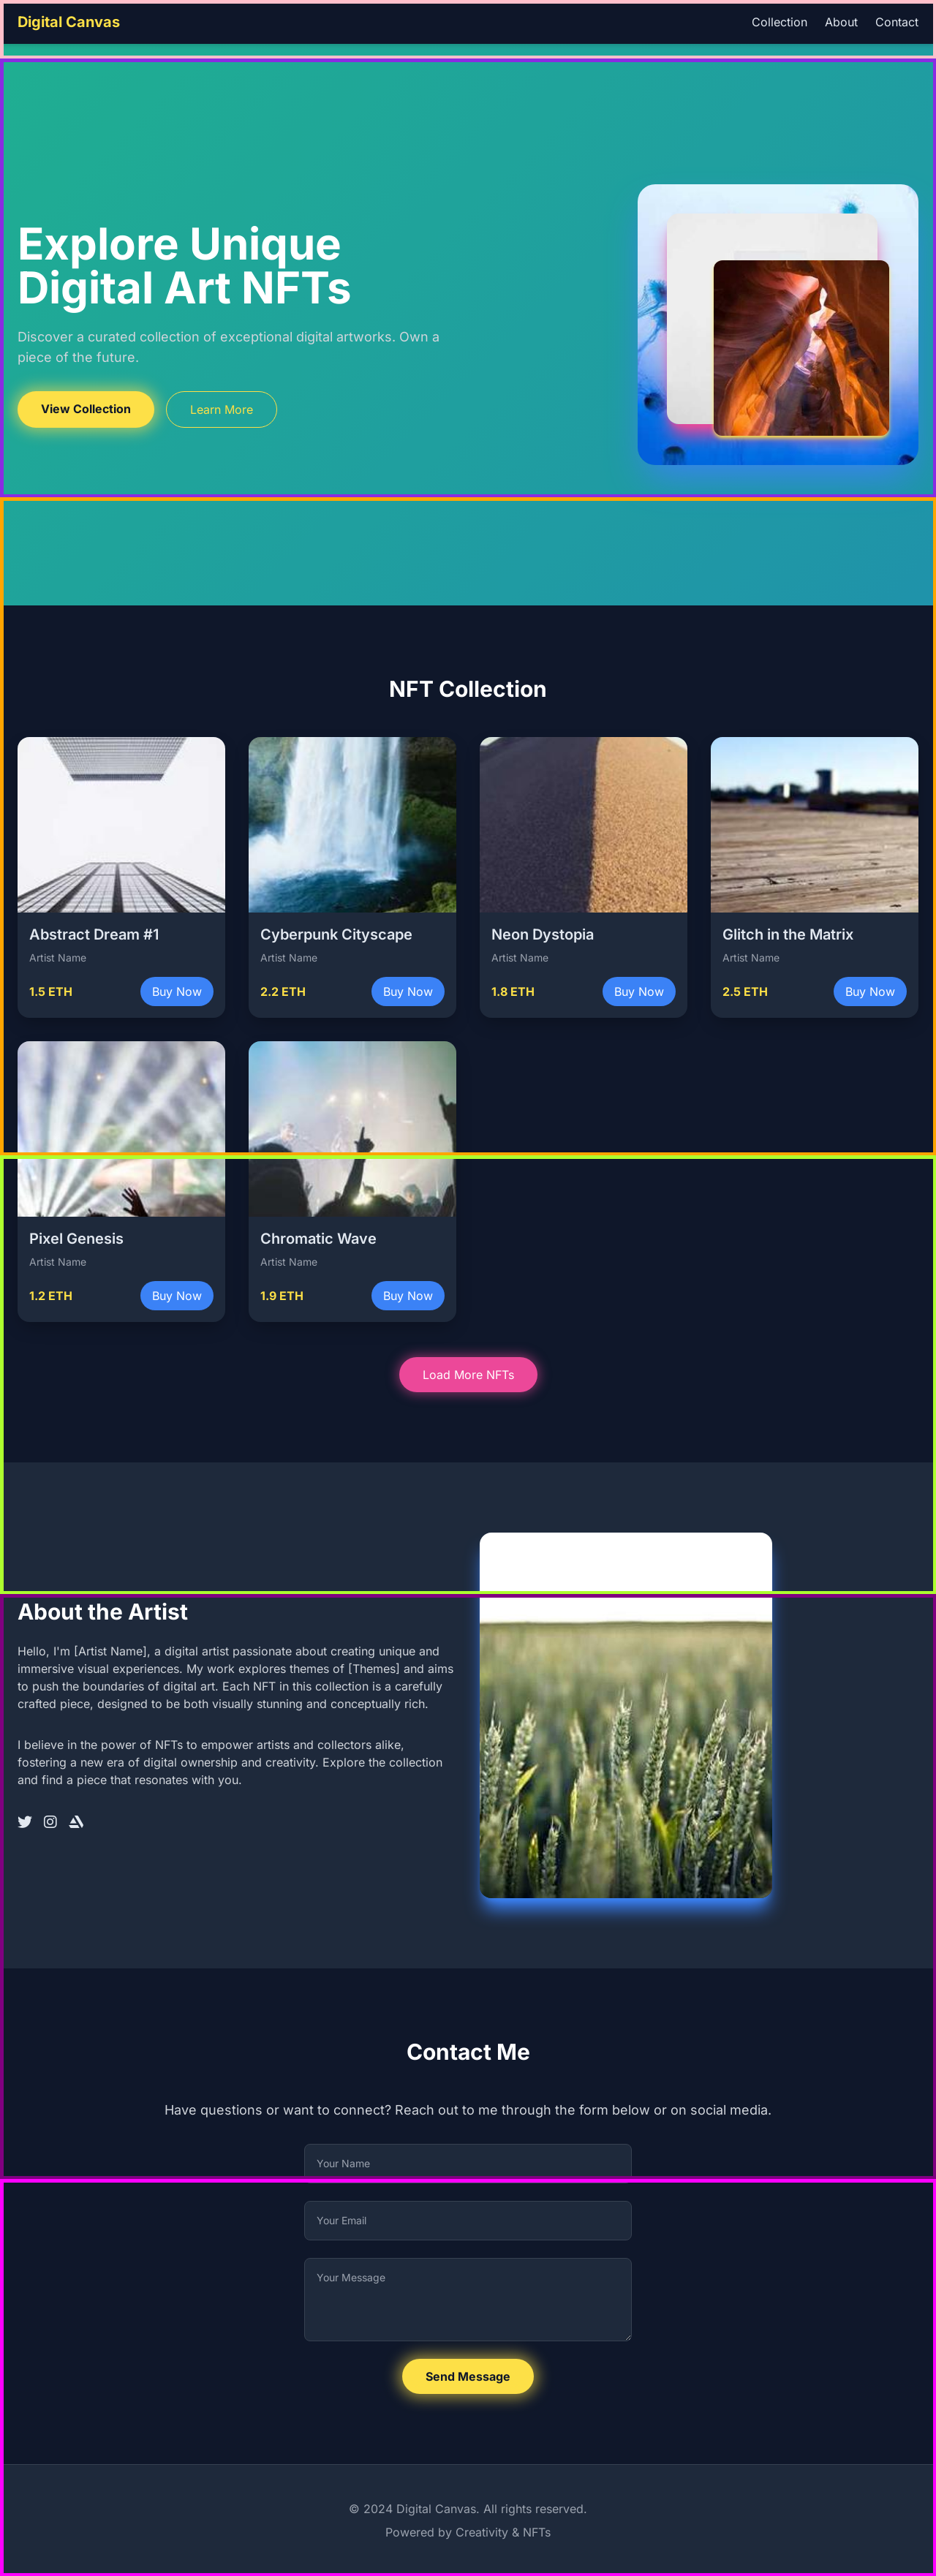 Digital Canvas
Collection
About
Contact
Explore Unique
Digital Art NFTs
Discover a curated collection of exceptional digital artworks. Own a
piece of the future.
View Collection
Learn More
NFT Collection
Abstract Dream #1
Artist Name
1.5 ETH
Buy Now
Cyberpunk Cityscape
Artist Name
2.2 ETH
Buy Now
Neon Dystopia
Artist Name
1.8 ETH
Buy Now
Glitch in the Matrix
Artist Name
2.5 ETH
Buy Now
Pixel Genesis
Artist Name
1.2 ETH
Buy Now
Chromatic Wave
Artist Name
1.9 ETH
Buy Now
Load More NFTs
About the Artist
Hello, I'm [Artist Name], a digital artist passionate about creating unique and
immersive visual experiences. My work explores themes of [Themes] and aims
to push the boundaries of digital art. Each NFT in this collection is a carefully
crafted piece, designed to be both visually stunning and conceptually rich.
I believe in the power of NFTs to empower artists and collectors alike,
fostering a new era of digital ownership and creativity. Explore the collection
and find a piece that resonates with you.
Contact Me
Have questions or want to connect? Reach out to me through the form below or on social media.
Your Name
Your Email
Your Message
Send Message
© 2024 Digital Canvas. All rights reserved.
Powered by Creativity & NFTs